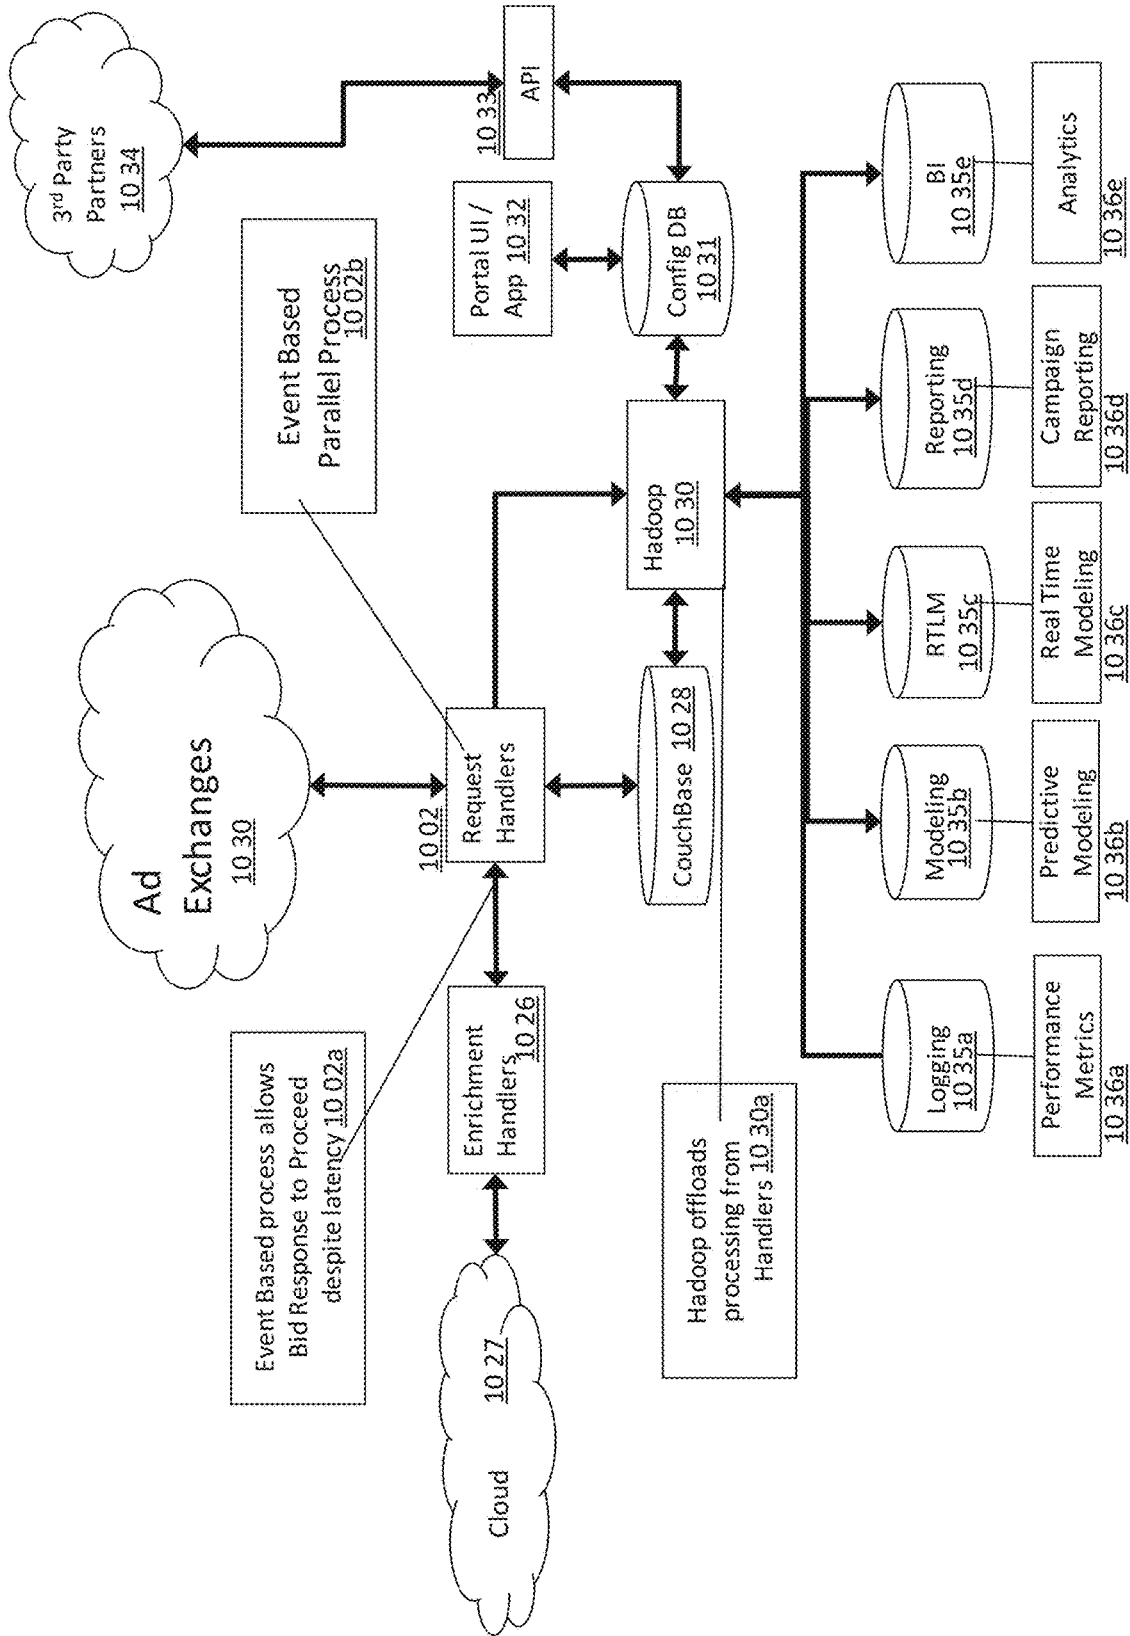 3rd Party
Partners
10 34
Ad
Exchanges
10 30
Event Based
Parallel Process
10 02b
Event Based process allows
Bid Response to Proceed
despite latency 10 02a
10 33
API
Portal UI /
App 10 32
10 02
Request
Handlers
Enrichment
Handlers
10 26
Cloud
10 27
Config DB
10 31
Hadoop
10 30
CouchBase 10 28
Hadoop offloads
processing from
Handlers 10 30a
Logging
10 35a
Modeling
10 35b
RTLM
10 35c
Reporting
10 35d
BI
10 35e
Performance
Metrics
10 36a
Predictive
Modeling
10 36b
Real Time
Modeling
10 36c
Campaign
Reporting
10 36d
Analytics
10 36e